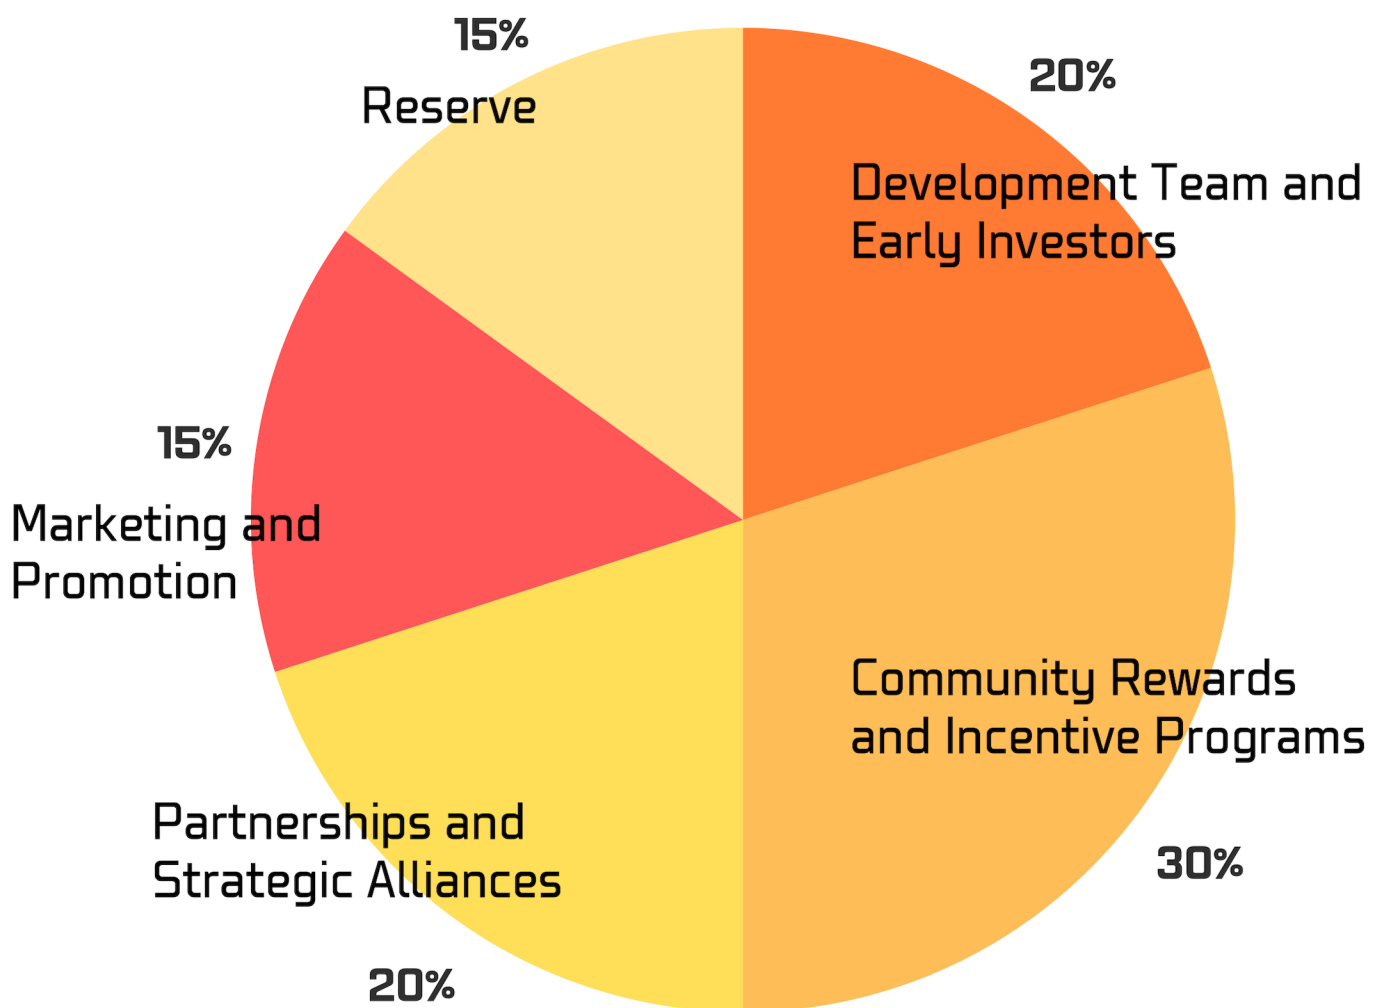 15%
Reserve
20%
Development Team and
Early Investors
15%
Marketing and
Promotion
Community Rewards
and Incentive Programs
30%
Partnerships and
Strategic Alliances
20%